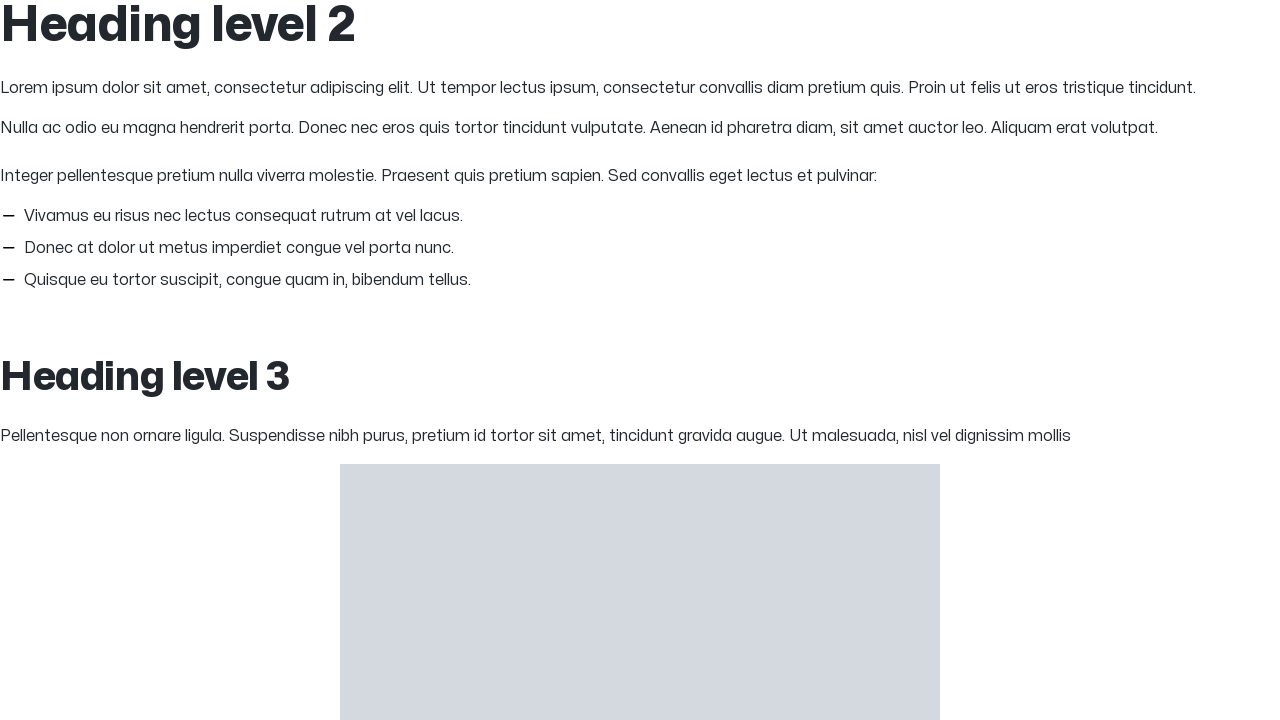 Heading level 2
Lorem ipsum dolor sit amet, consectetur adipiscing elit. Ut tempor lectus ipsum, consectetur convallis diam pretium quis. Proin ut felis ut eros tristique tincidunt.
Nulla ac odio eu magna hendrerit porta. Donec nec eros quis tortor tincidunt vulputate. Aenean id pharetra diam, sit amet auctor leo. Aliquam erat volutpat.
Integer pellentesque pretium nulla viverra molestie. Praesent quis pretium sapien. Sed convallis eget lectus et pulvinar:
— Vivamus eu risus nec lectus consequat rutrum at vel lacus.
— Donec at dolor ut metus imperdiet congue vel porta nunc.
— Quisque eu tortor suscipit, congue quam in, bibendum tellus.
Heading level 3
Pellentesque non ornare ligula. Suspendisse nibh purus, pretium id tortor sit amet, tincidunt gravida augue. Ut malesuada, nisl vel dignissim mollis